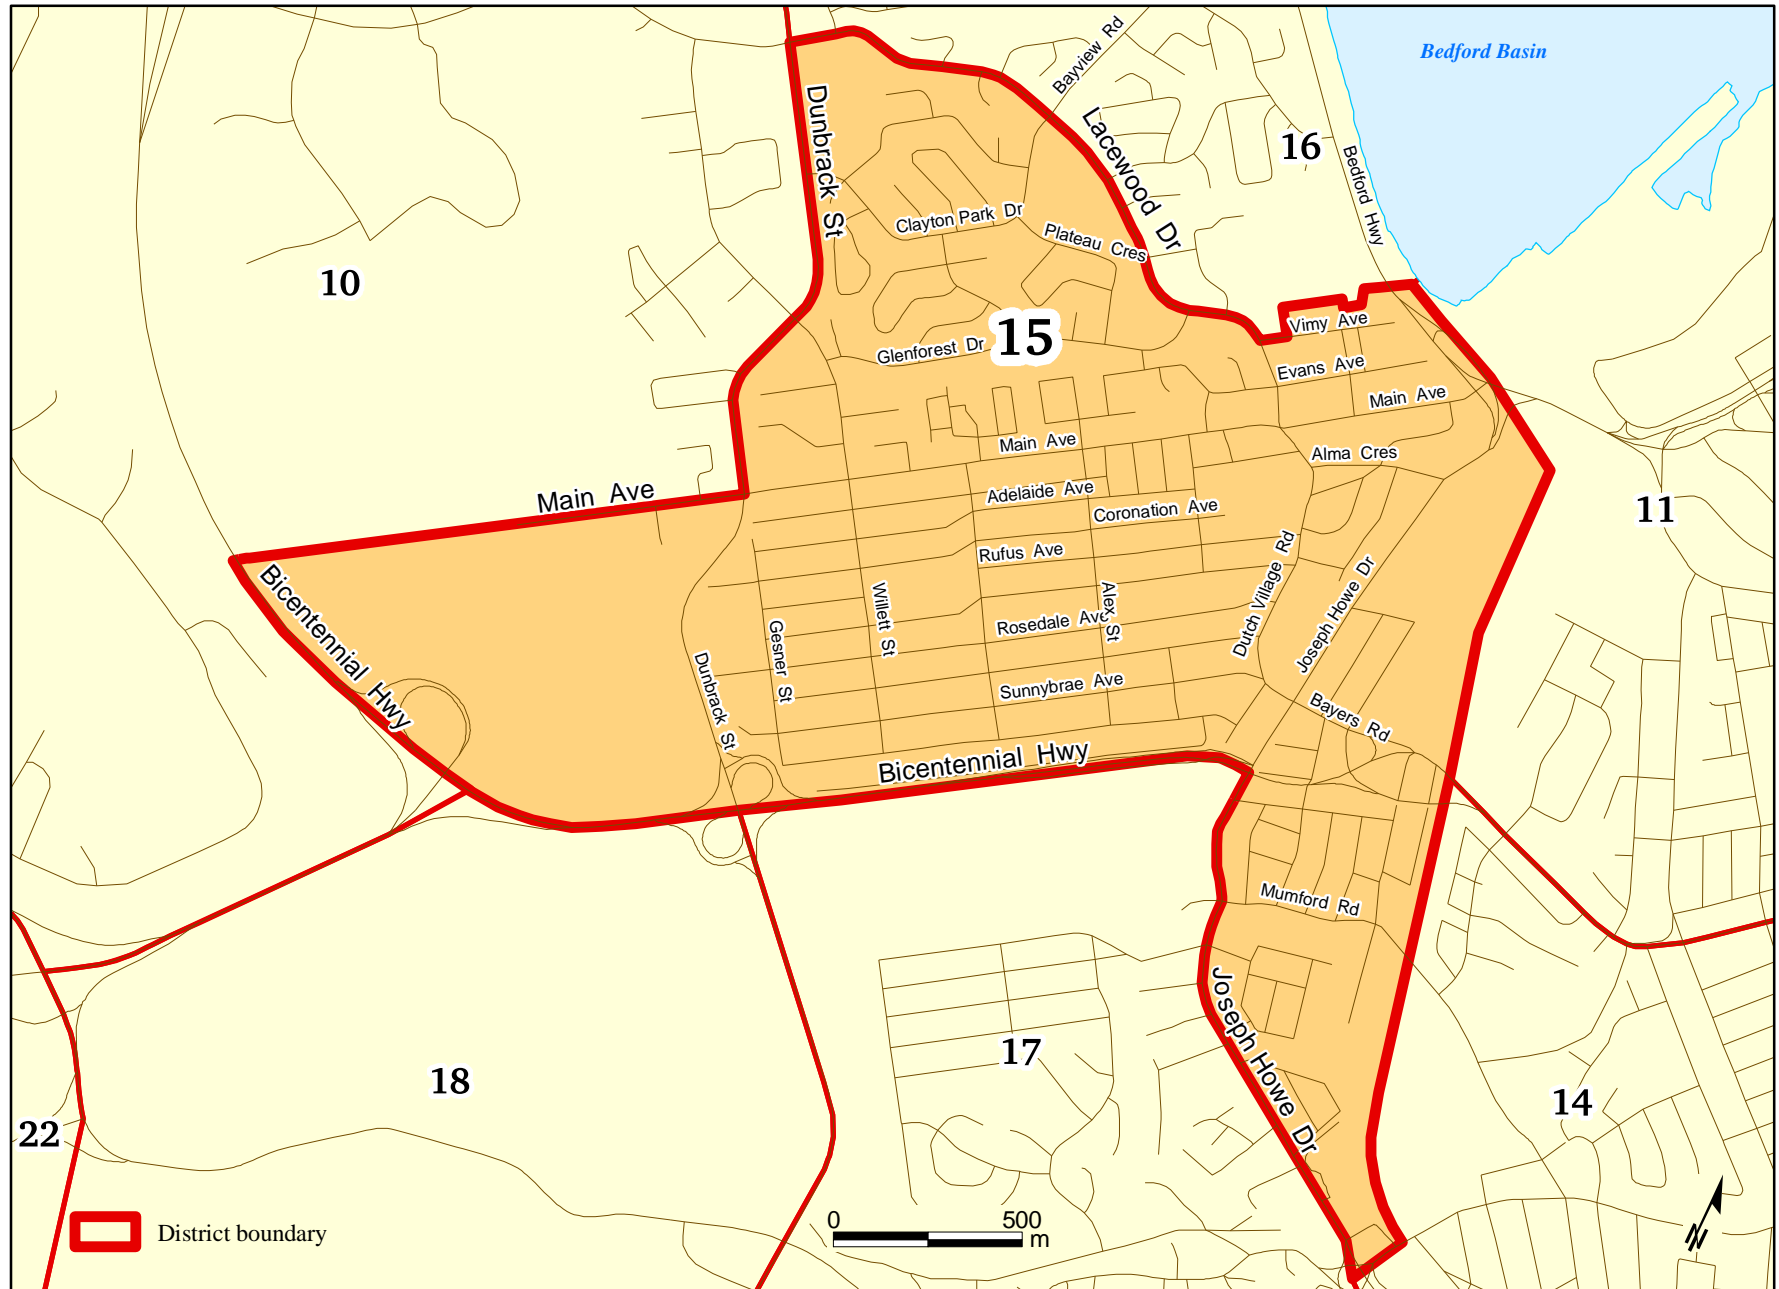 Bedford Basin
Bayview Rd
Lacewood Dr
16
Bedford Hwy
Dunbrack St
Clayton Park Dr
Plateau Cres
10
15
Vimy Ave
Glenforest Dr
Evans Ave
Main Ave
Main Ave
Alma Cres
Main Ave
Adelaide Ave
Coronation Ave
11
Rufus Ave
Dutch Village Rd
Joseph Howe Dr
Bicentennial Hwy
Willett St
Alex St
Gesner St
Rosedale Ave
Dunbrack St
Sunnybrae Ave
Bayers Rd
Bicentennial Hwy
Mumford Rd
Joseph Howe Dr
17
18
14
22
District boundary
0 500
m
N